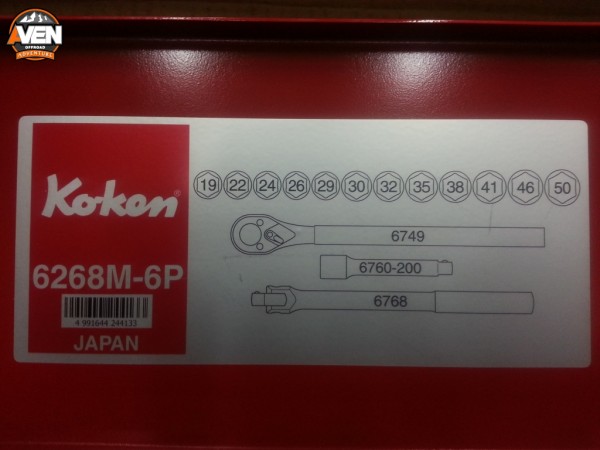 AVEN
OFFROAD
ADVENTURE
Koken
6268M-6P
4 991644 244133
JAPAN
19 22 24 26 29 30 32 35 38 41 46 50
6749
6760-200
6768